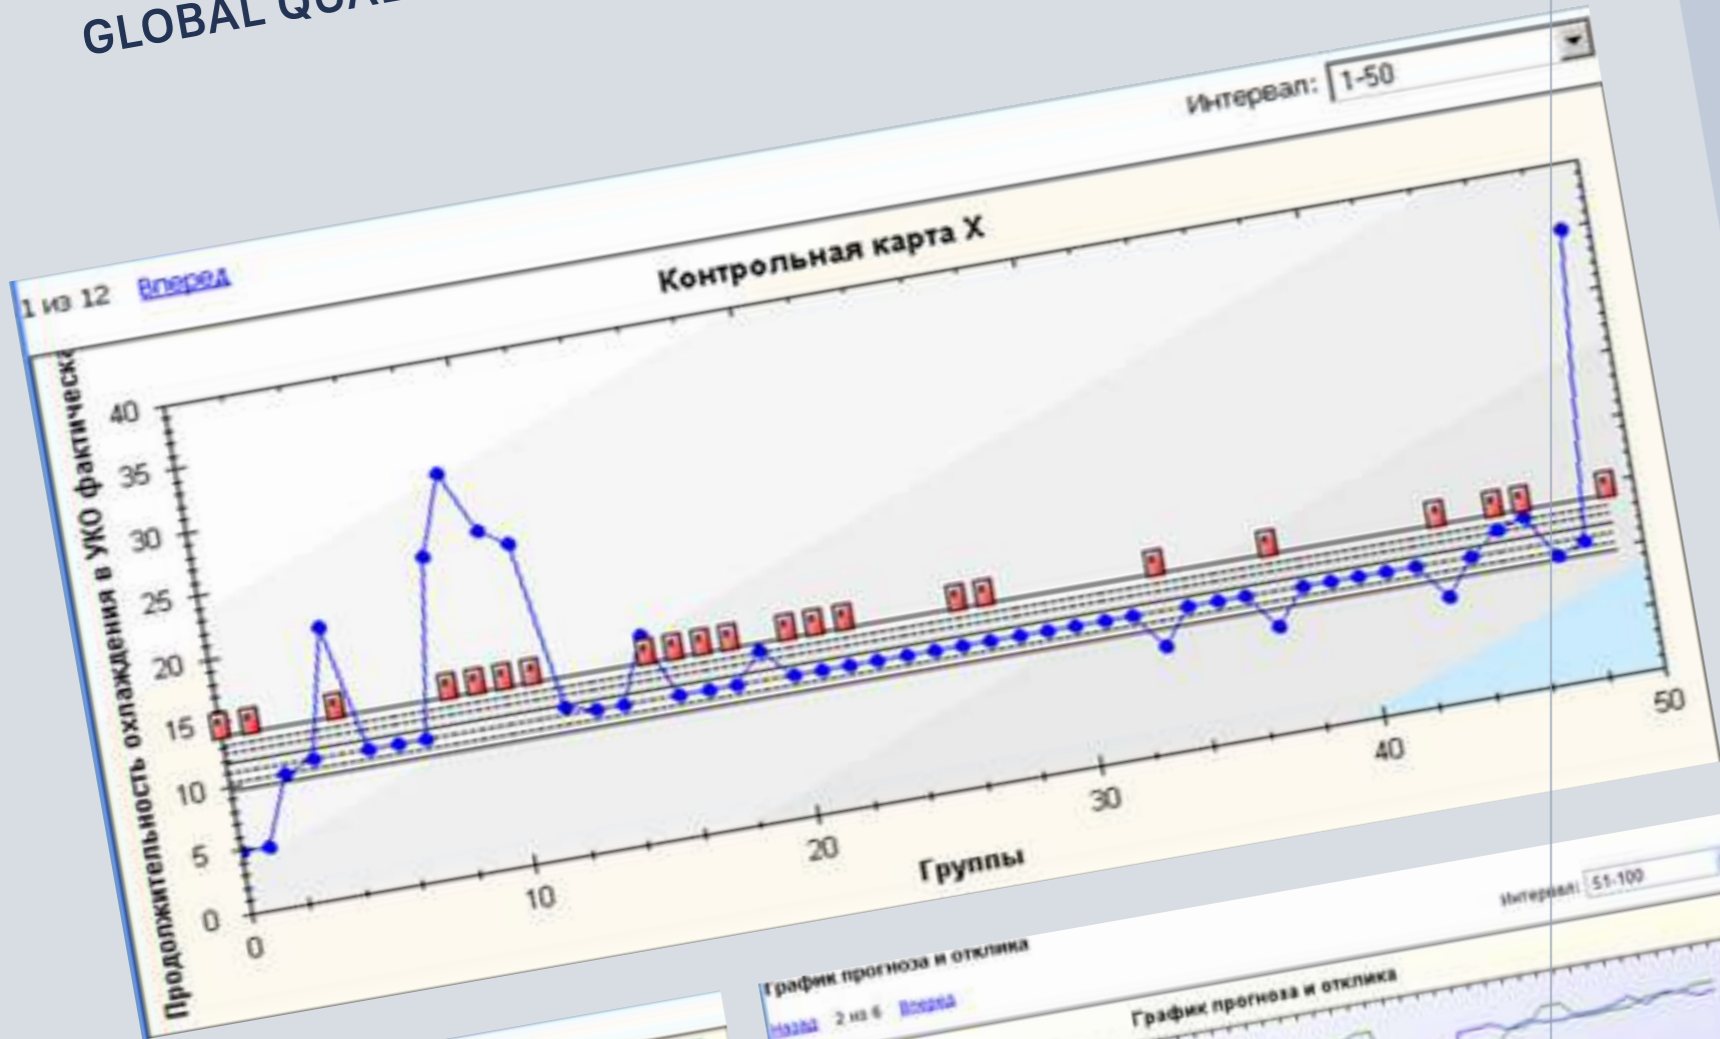 GLOBAL
Интервал: 1-50
1 из 12 Вперед
Контрольная карта X
Продолжительность охлаждения в УКО
40
35
30
25
20
15
10
5
0
0 10 20 30 40 50
Группы
Интервал: 51-100
График прогноза и отклика
Назад 2 из 6 Вперед
График прогноза и отклика